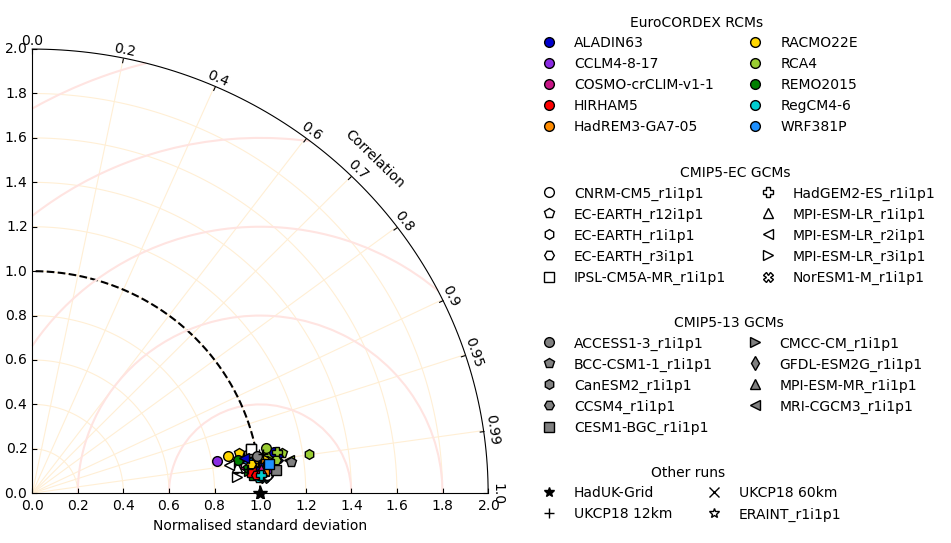 0.0
0.2
0.4
0.6
0.7
0.8
0.9
0.95
0.99
1.0
Correlation
2.0
1.8
1.6
1.4
1.2
1.0
0.8
0.6
0.4
0.2
0.0
0.0 0.2 0.4 0.6 0.8 1.0 1.2 1.4 1.6 1.8 2.0
Normalised standard deviation
EuroCORDEX RCMs
ALADIN63 RACMO22E
CCLM4-8-17 RCA4
COSMO-crCLIM-v1-1 REMO2015
HIRHAM5 RegCM4-6
HadREM3-GA7-05 WRF381P
CMIP5-EC GCMs
CNRM-CM5_r1i1p1 HadGEM2-ES_r1i1p1
EC-EARTH_r12i1p1 MPI-ESM-LR_r1i1p1
EC-EARTH_r1i1p1 MPI-ESM-LR_r2i1p1
EC-EARTH_r3i1p1 MPI-ESM-LR_r3i1p1
IPSL-CM5A-MR_r1i1p1 NorESM1-M_r1i1p1
CMIP5-13 GCMs
ACCESS1-3_r1i1p1 CMCC-CM_r1i1p1
BCC-CSM1-1_r1i1p1 GFDL-ESM2G_r1i1p1
CanESM2_r1i1p1 MPI-ESM-MR_r1i1p1
CCSM4_r1i1p1 MRI-CGCM3_r1i1p1
CESM1-BGC_r1i1p1
Other runs
HadUK-Grid UKCP18 60km
UKCP18 12km ERAINT_r1i1p1